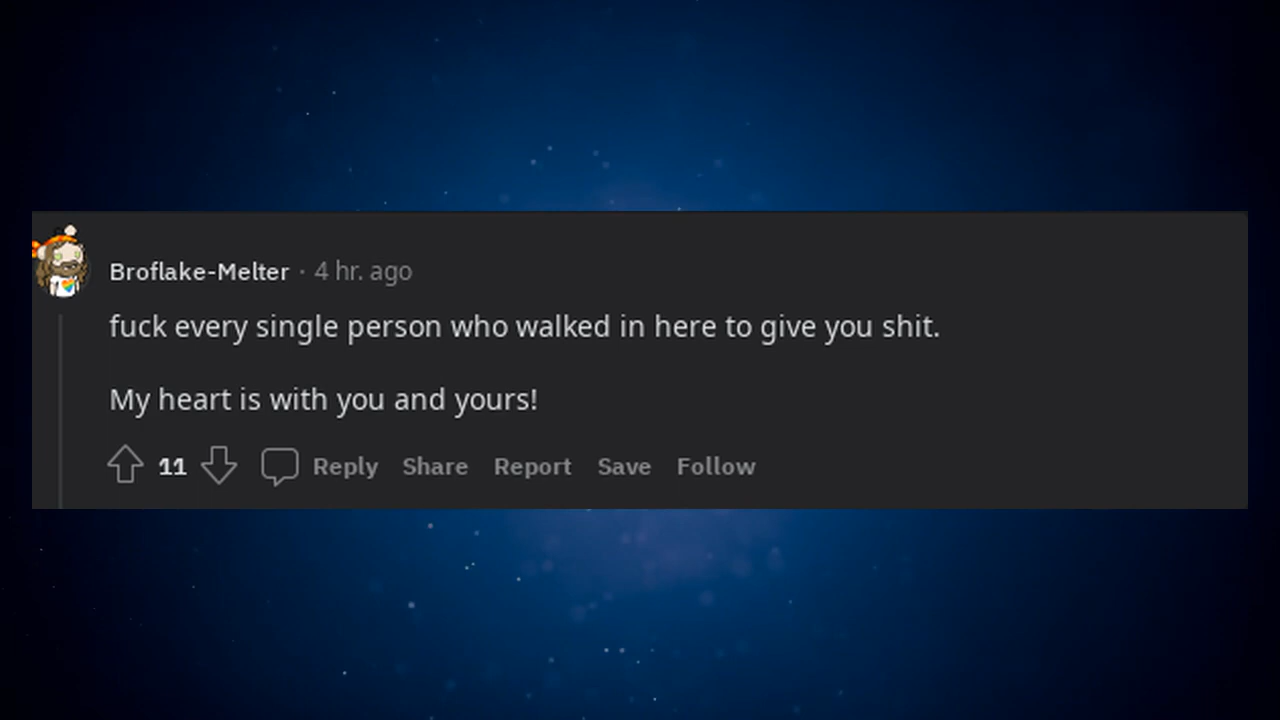 Broflake-Melter · 4 hr. ago
fuck every single person who walked in here to give you shit.
My heart is with you and yours!
11 Reply Share Report Save Follow